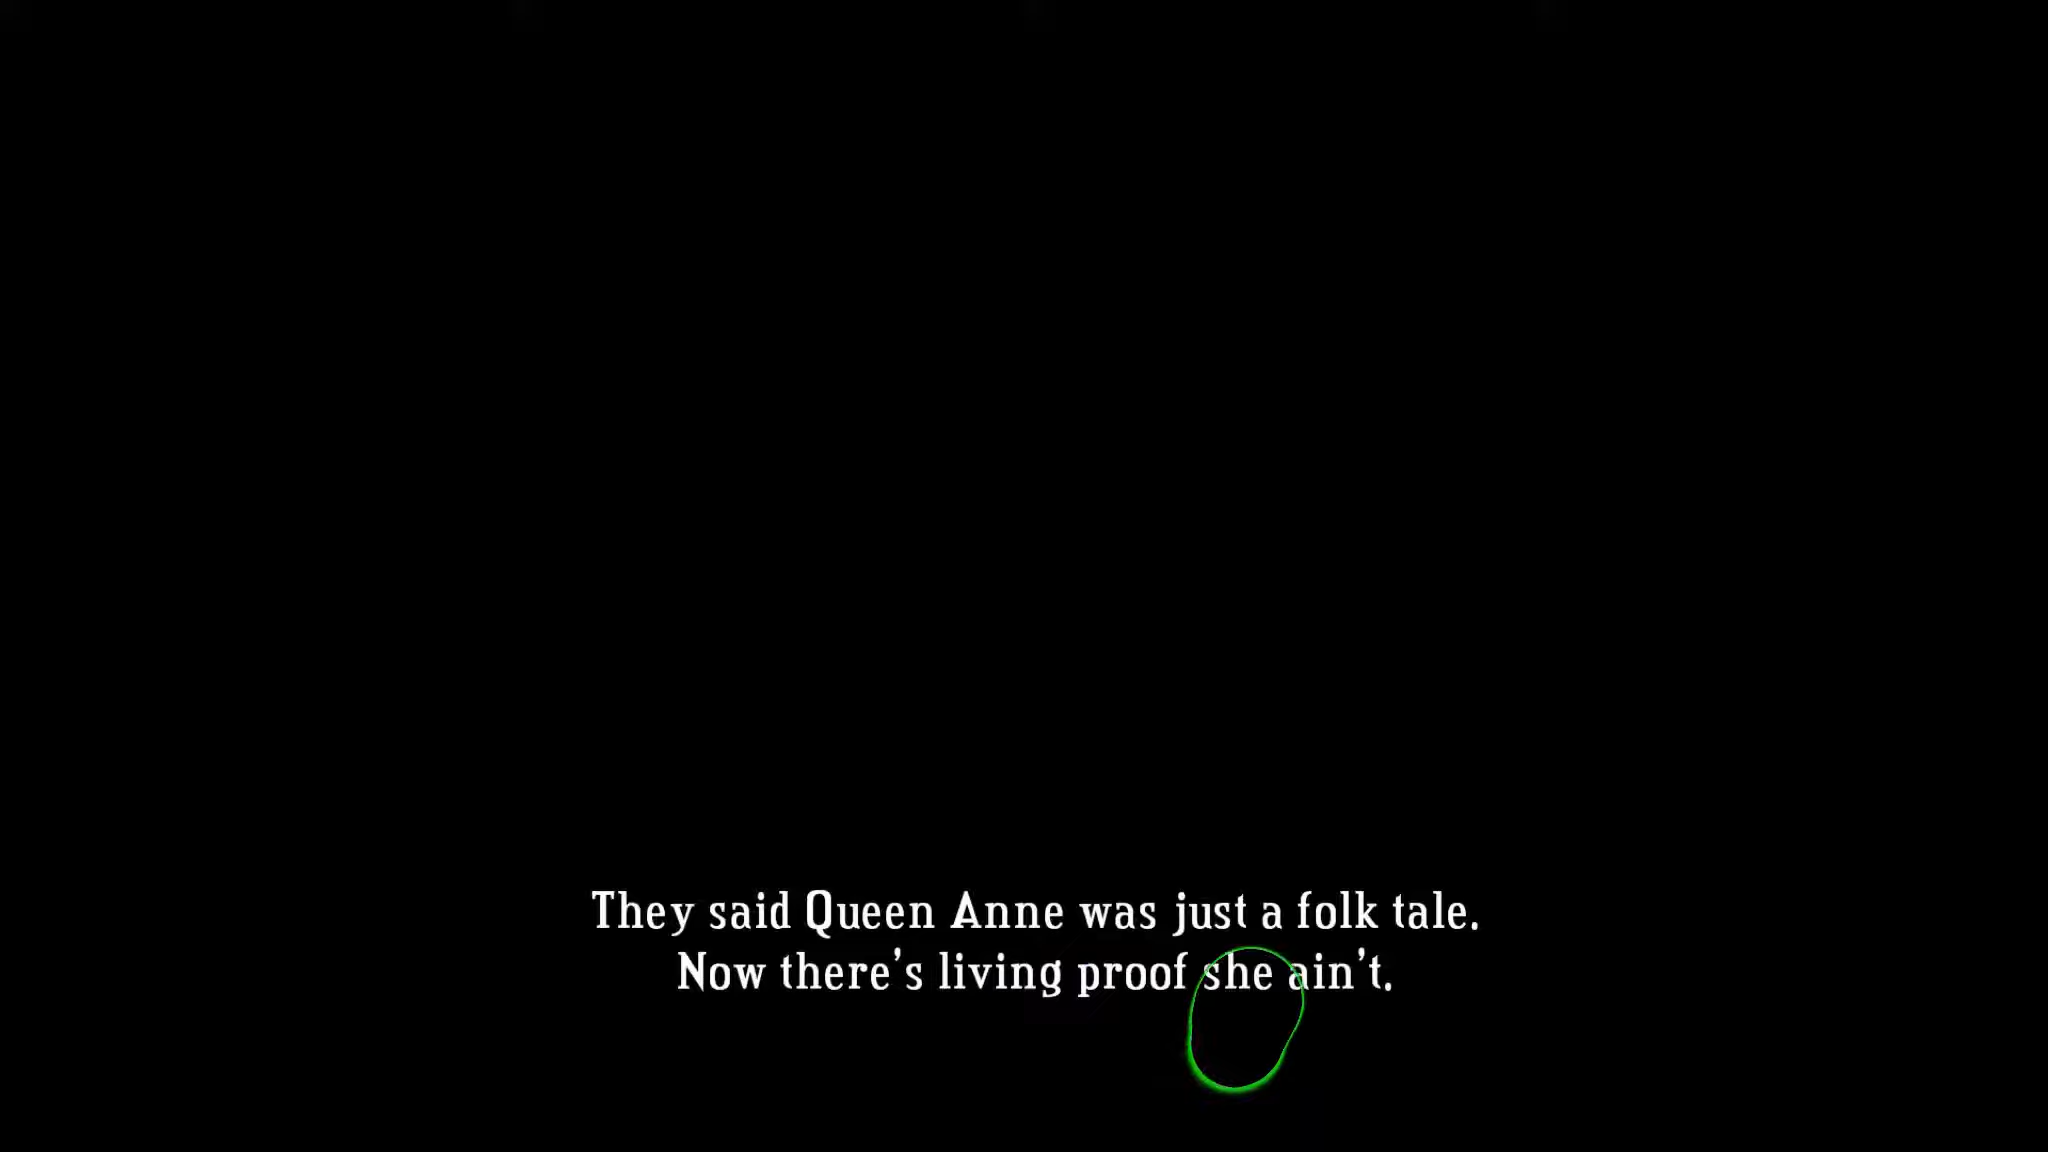 They said Queen Anne was just a folk tale.
Now there's living proof she ain't.